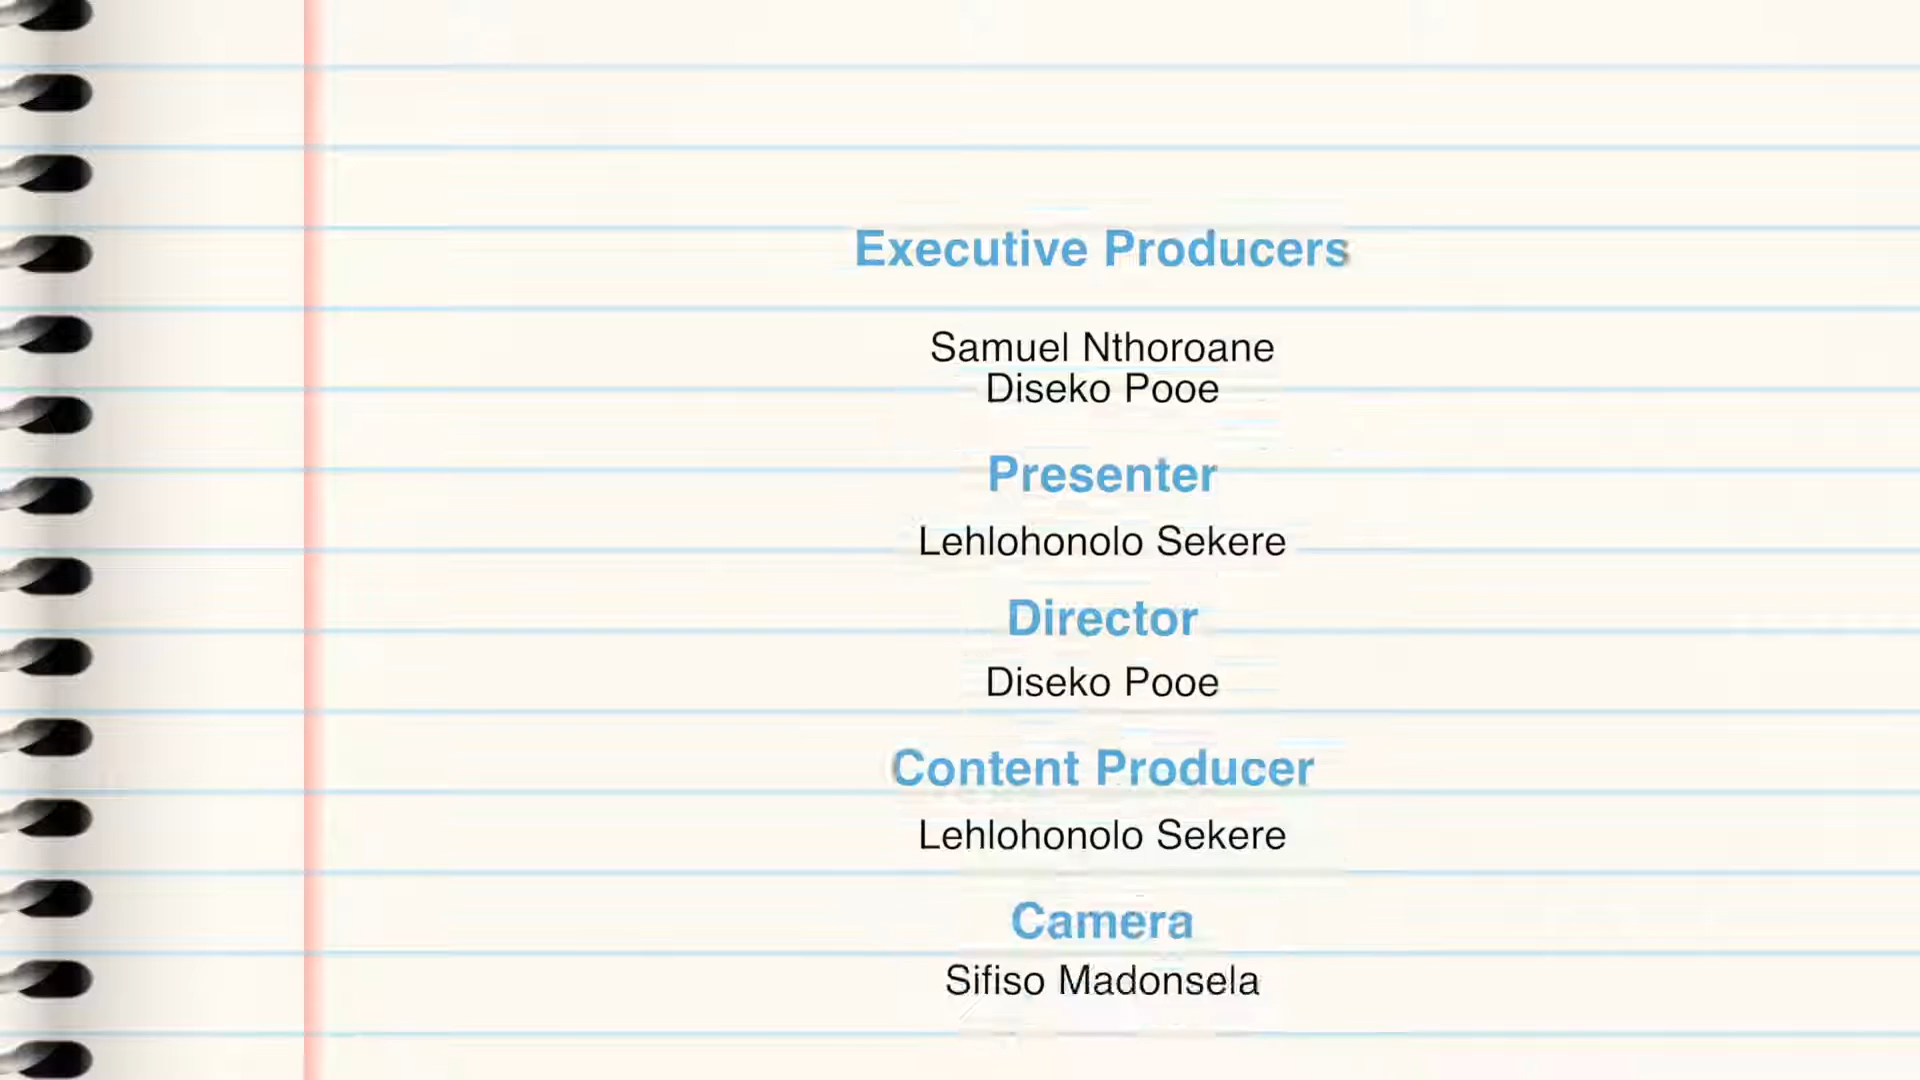 Executive Producers
Samuel Nthoroane
Diseko Pooe
Presenter
Lehlohonolo Sekere
Director
Diseko Pooe
Content Producer
Lehlohonolo Sekere
Camera
Sifiso Madonsela